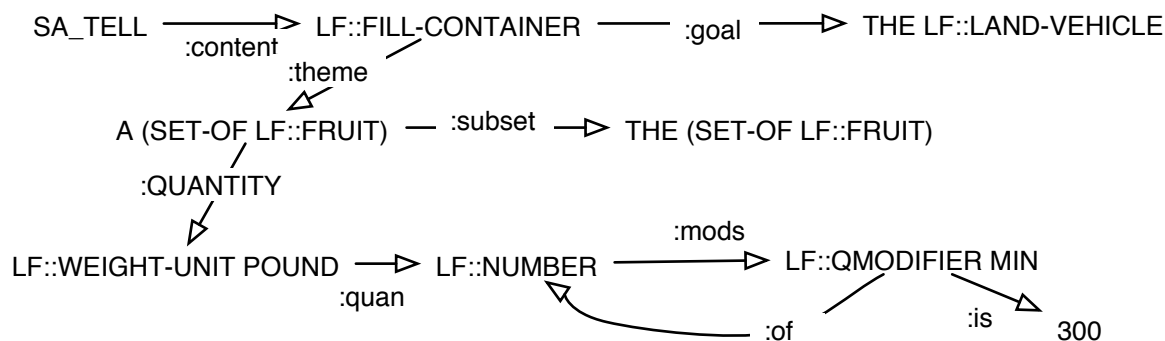 SA_TELL :content LF::FILL-CONTAINER :goal THE LF::LAND-VEHICLE
:theme
A (SET-OF LF::FRUIT) :subset THE (SET-OF LF::FRUIT)
:QUANTITY
:mods
LF::WEIGHT-UNIT POUND :quan LF::NUMBER LF::QMODIFIER MIN
:of :is 300